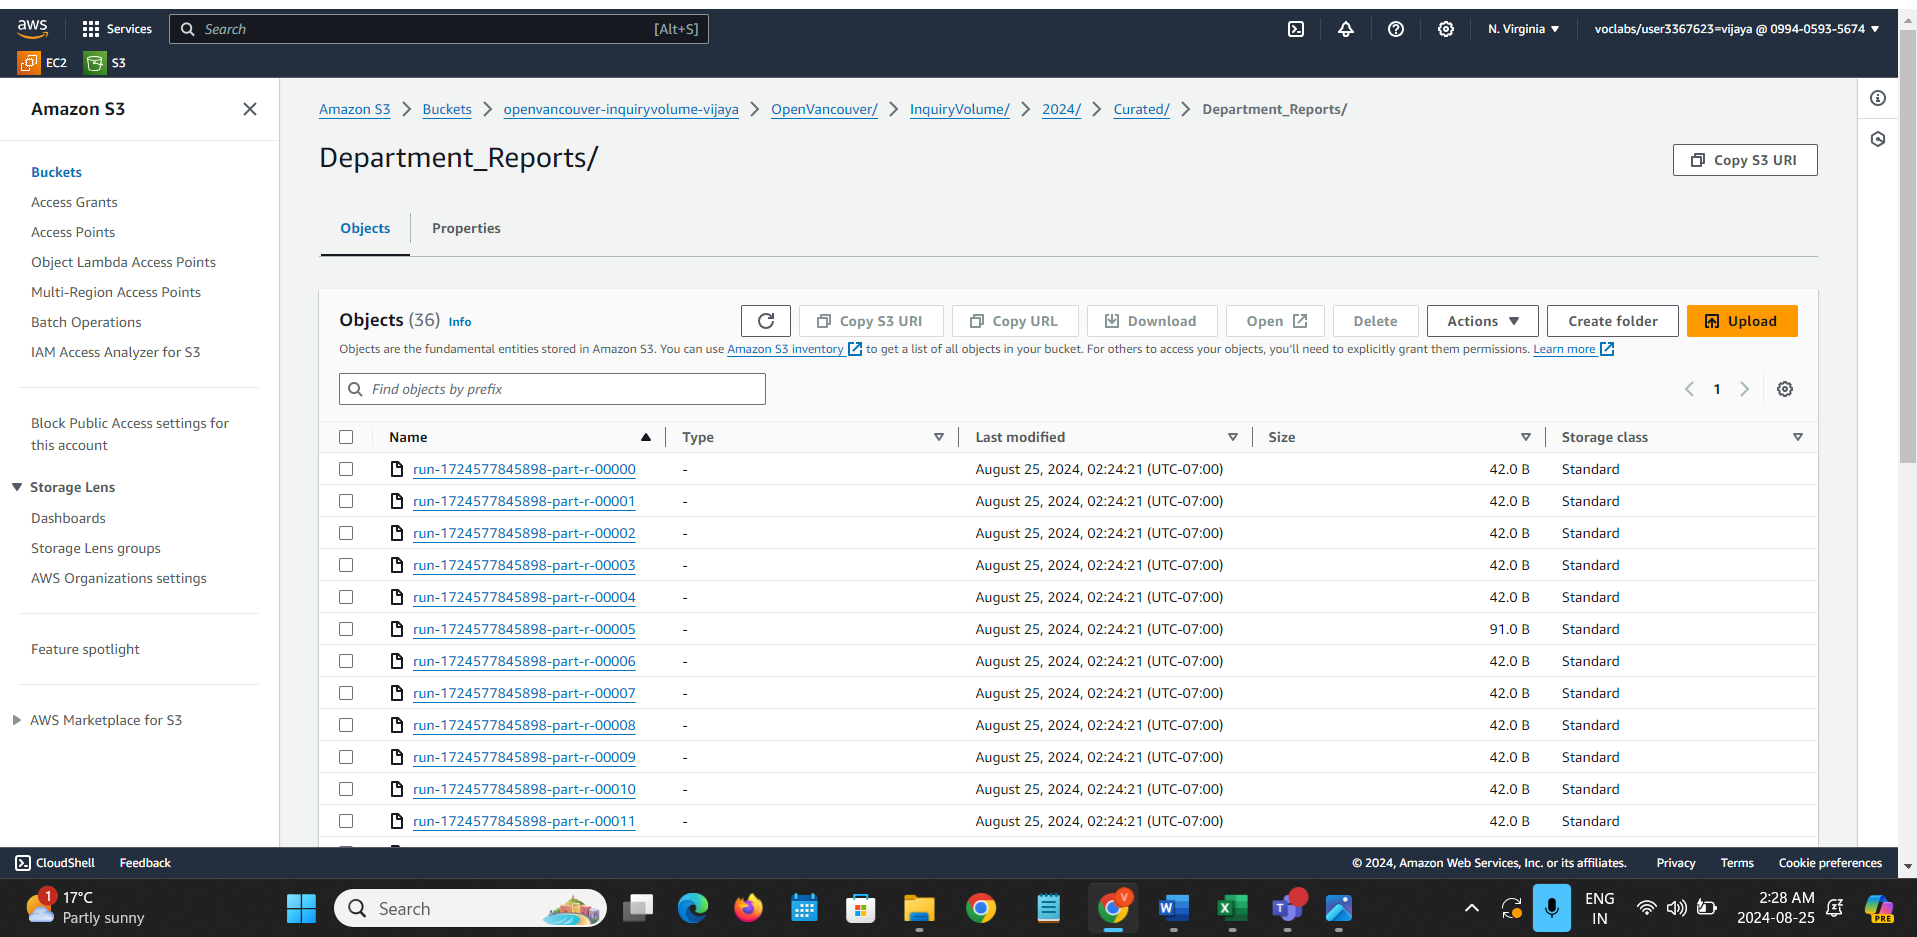 aws
Services
Search [Alt+S]
N. Virginia
voclabs/user3367623=vijaya @ 0994-0593-5674
EC2
S3
Amazon S3
Buckets
Access Grants
Access Points
Object Lambda Access Points
Multi-Region Access Points
Batch Operations
IAM Access Analyzer for S3
Block Public Access settings for
this account
Storage Lens
Dashboards
Storage Lens groups
AWS Organizations settings
Feature spotlight
AWS Marketplace for S3
Amazon S3 Buckets openvancouver-inquiryvolume-vijaya OpenVancouver/ InquiryVolume/ 2024/ Curated/ Department_Reports/
Department_Reports/
Copy S3 URI
Objects Properties
Objects (36) Info
Copy S3 URI Copy URL Download Open Delete Actions Create folder Upload
Objects are the fundamental entities stored in Amazon S3. You can use Amazon S3 inventory to get a list of all objects in your bucket. For others to access your objects, you'll need to explicitly grant them permissions. Learn more
Find objects by prefix
1
Name Type Last modified Size Storage class
run-1724577845898-part-r-00000 - August 25, 2024, 02:24:21 (UTC-07:00) 42.0 B Standard
run-1724577845898-part-r-00001 - August 25, 2024, 02:24:21 (UTC-07:00) 42.0 B Standard
run-1724577845898-part-r-00002 - August 25, 2024, 02:24:21 (UTC-07:00) 42.0 B Standard
run-1724577845898-part-r-00003 - August 25, 2024, 02:24:21 (UTC-07:00) 42.0 B Standard
run-1724577845898-part-r-00004 - August 25, 2024, 02:24:21 (UTC-07:00) 42.0 B Standard
run-1724577845898-part-r-00005 - August 25, 2024, 02:24:21 (UTC-07:00) 91.0 B Standard
run-1724577845898-part-r-00006 - August 25, 2024, 02:24:21 (UTC-07:00) 42.0 B Standard
run-1724577845898-part-r-00007 - August 25, 2024, 02:24:21 (UTC-07:00) 42.0 B Standard
run-1724577845898-part-r-00008 - August 25, 2024, 02:24:21 (UTC-07:00) 42.0 B Standard
run-1724577845898-part-r-00009 - August 25, 2024, 02:24:21 (UTC-07:00) 42.0 B Standard
run-1724577845898-part-r-00010 - August 25, 2024, 02:24:21 (UTC-07:00) 42.0 B Standard
run-1724577845898-part-r-00011 - August 25, 2024, 02:24:21 (UTC-07:00) 42.0 B Standard
CloudShell Feedback
© 2024, Amazon Web Services, Inc. or its affiliates. Privacy Terms Cookie preferences
1
17°C
Partly sunny
Search
V
W
X
T
ENG
IN
2:28 AM
2024-08-25
PRE